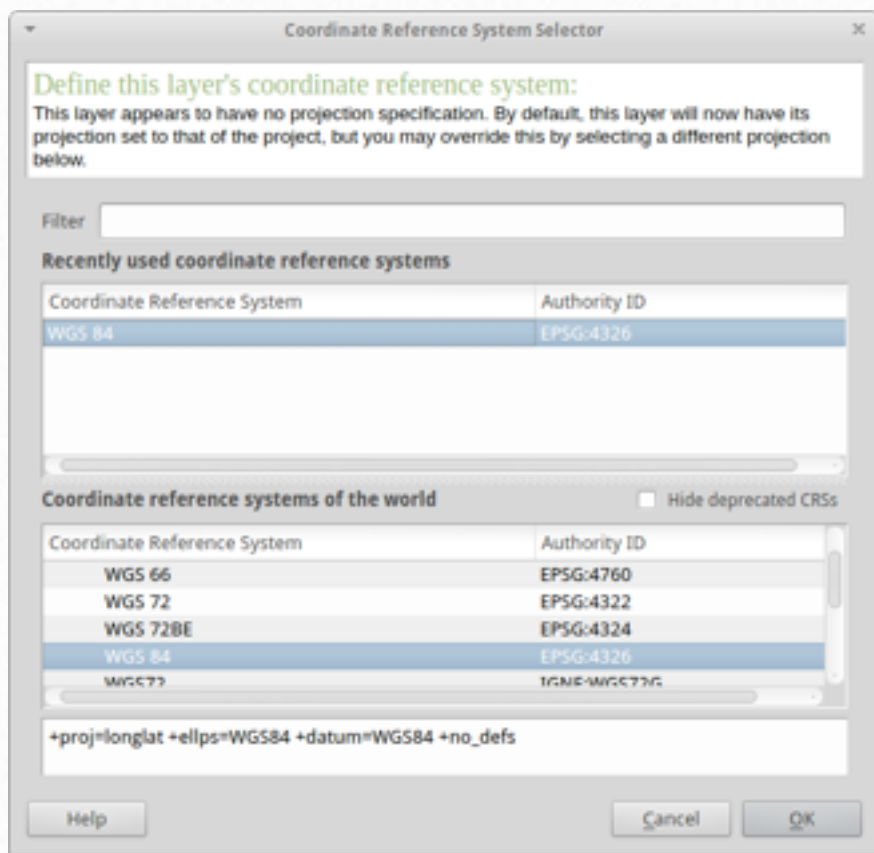 Coordinate Reference System Selector
Define this layer's coordinate reference system:
This layer appears to have no projection specification. By default, this layer will now have its
projection set to that of the project, but you may override this by selecting a different projection
below.
Filter
Recently used coordinate reference systems
Coordinate Reference System Authority ID
WGS 84 EPSG:4326
Coordinate reference systems of the world Hide deprecated CRSs
Coordinate Reference System Authority ID
WGS 66 EPSG:4760
WGS 72 EPSG:4322
WGS 72BE EPSG:4324
WGS 84 EPSG:4326
WGS72 IGNF:WGS72G
+proj=longlat +ellps=WGS84 +datum=WGS84 +no_defs
Help Cancel OK